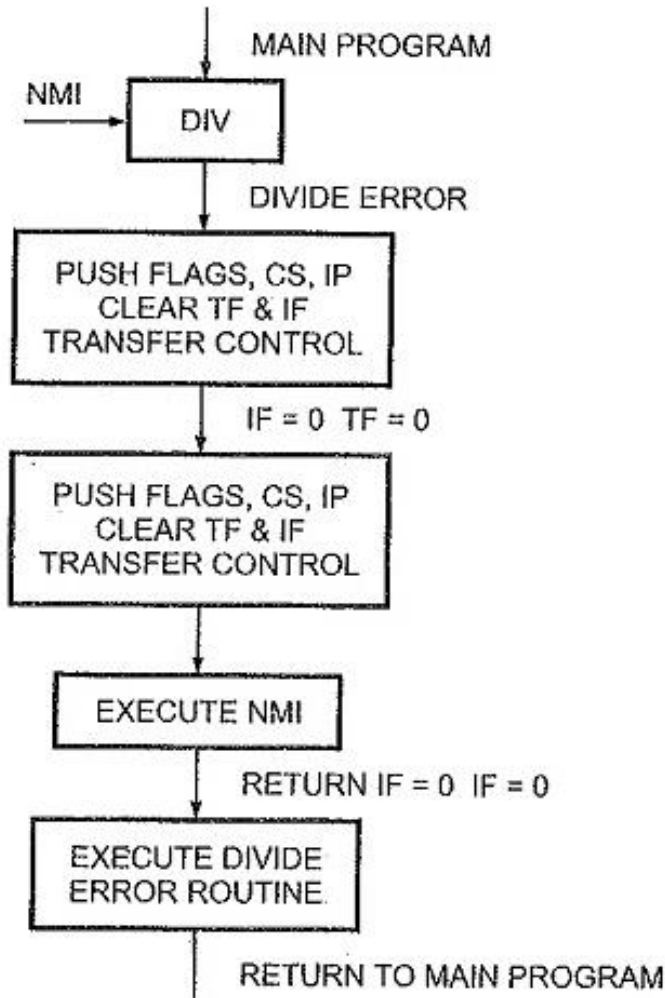 MAIN PROGRAM
NMI
DIV
DIVIDE ERROR
PUSH FLAGS, CS, IP
CLEAR TF & IF
TRANSFER CONTROL
IF = 0 TF = 0
PUSH FLAGS, CS, IP
CLEAR TF & IF
TRANSFER CONTROL
EXECUTE NMI
RETURN IF = 0 IF = 0
EXECUTE DIVIDE
ERROR ROUTINE
RETURN TO MAIN PROGRAM